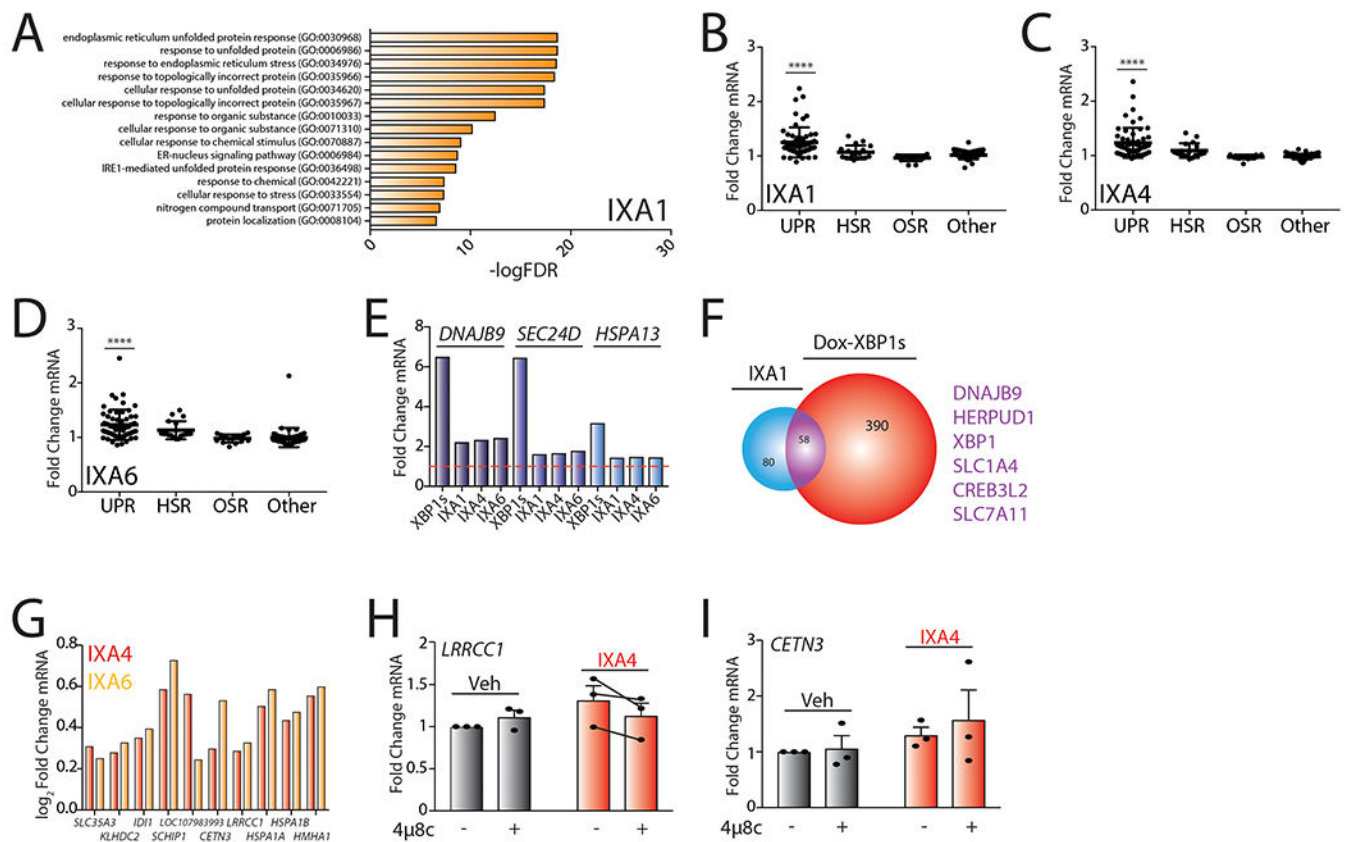 A
endoplasmic reticulum unfolded protein response (GO:0030968)
response to unfolded protein (GO:0006986)
response to endoplasmic reticulum stress (GO:0034976)
response to topologically incorrect protein (GO:0035966)
cellular response to unfolded protein (GO:0034620)
cellular response to topologically incorrect protein (GO:0035967)
response to organic substance (GO:0010033)
cellular response to organic substance (GO:0071310)
cellular response to chemical stimulus (GO:0070887)
ER-nucleus signaling pathway (GO:0006984)
IRE1-mediated unfolded protein response (GO:0036498)
response to chemical (GO:0042221)
cellular response to stress (GO:0033554)
nitrogen compound transport (GO:0071705)
protein localization (GO:0008104)
IXA1
0 10 20 30
-logFDR
B
Fold Change mRNA
3
2
1
0
****
IXA1
UPR HSR OSR Other
C
Fold Change mRNA
3
2
1
0
****
IXA4
UPR HSR OSR Other
D
Fold Change mRNA
3
2
1
0
****
IXA6
UPR HSR OSR Other
E
Fold Change mRNA
8
6
4
2
0
DNAJB9 SEC24D HSPA13
XBP1s IXA1 IXA4 IXA6 XBP1s IXA1 IXA4 IXA6 XBP1s IXA1 IXA4 IXA6
F
Dox-XBP1s
IXA1
80 58 390
DNAJB9
HERPUD1
XBP1
SLC1A4
CREB3L2
SLC7A11
G
log2 Fold Change mRNA
0.8
0.6
0.4
0.2
0.0
IXA4
IXA6
SLC35A3 IDI1 LOC107983993 LRRCC1 HSPA1B
KLHDC2 SCHIP1 CETN3 HSPA1A HMHA1
H
Fold Change mRNA
2
1.5
1
0.5
0
LRRCC1
Veh
IXA4
4μ8c - + - +
I
Fold Change mRNA
3
2
1
0
CETN3
Veh
IXA4
4μ8c - + - +